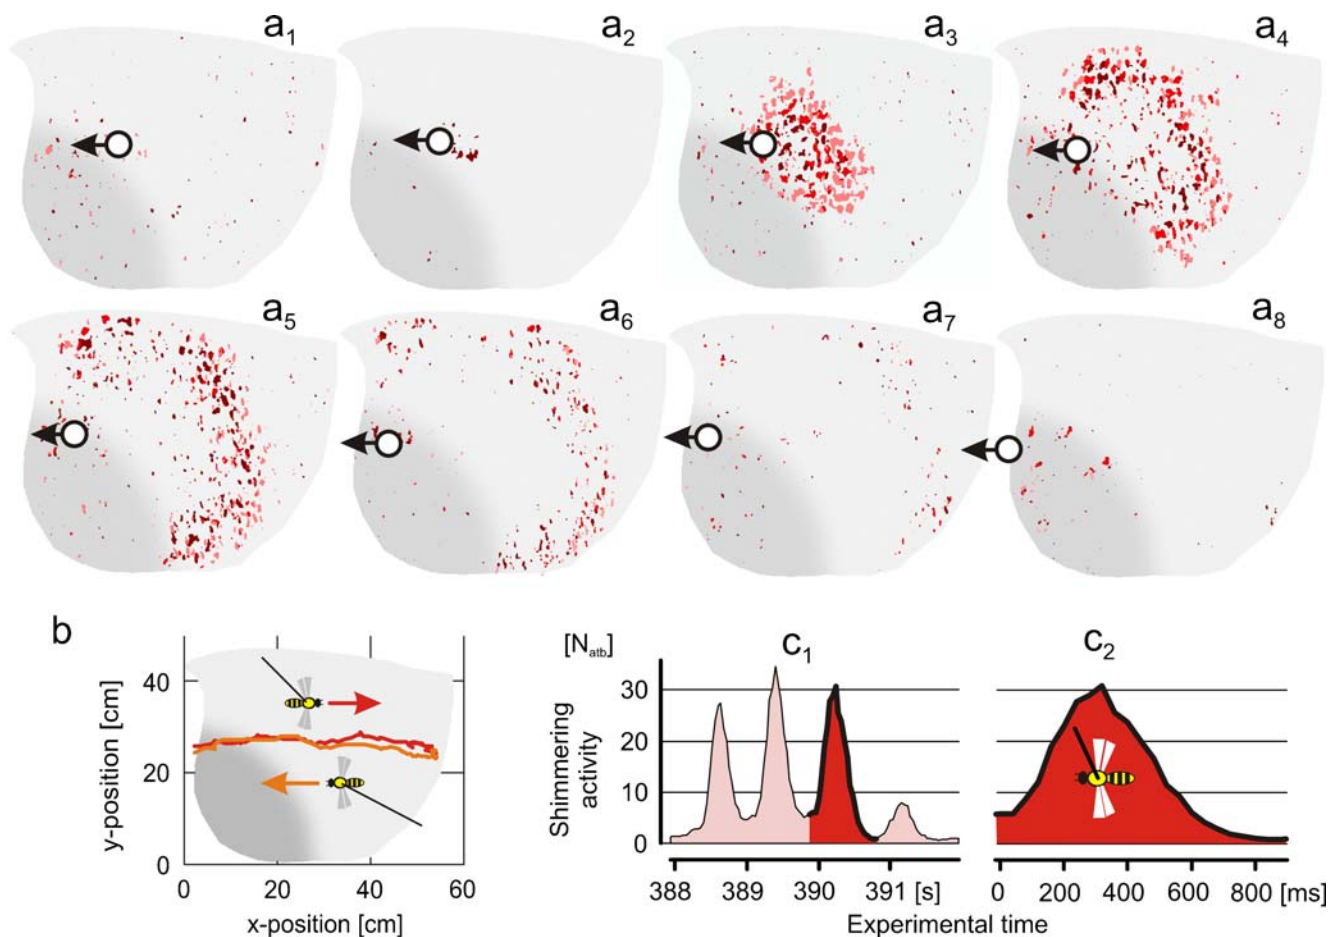 a1 a2 a3 a4
a5 a6 a7 a8
b
y-position [cm]
40
20
0
0 20 40 60
x-position [cm]
[Natb] c1 c2
Shimmering
activity
30
20
10
0
388 389 390 391 [s] 0 200 400 600 800 [ms]
Experimental time